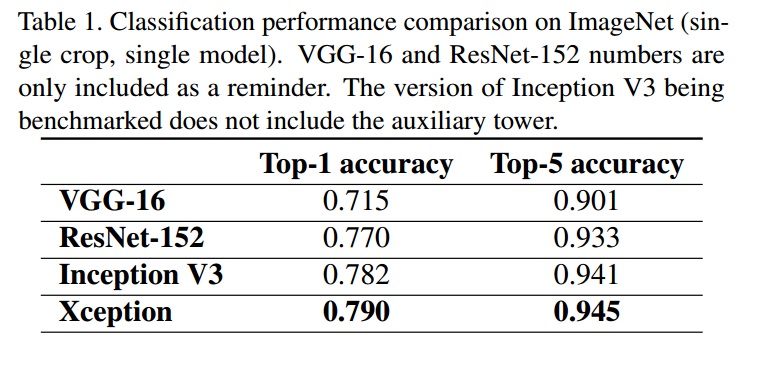 Table 1. Classification performance comparison on ImageNet (sin-
gle crop, single model). VGG-16 and ResNet-152 numbers are
only included as a reminder. The version of Inception V3 being
benchmarked does not include the auxiliary tower.
Top-1 accuracy Top-5 accuracy
VGG-16 0.715 0.901
ResNet-152 0.770 0.933
Inception V3 0.782 0.941
Xception 0.790 0.945